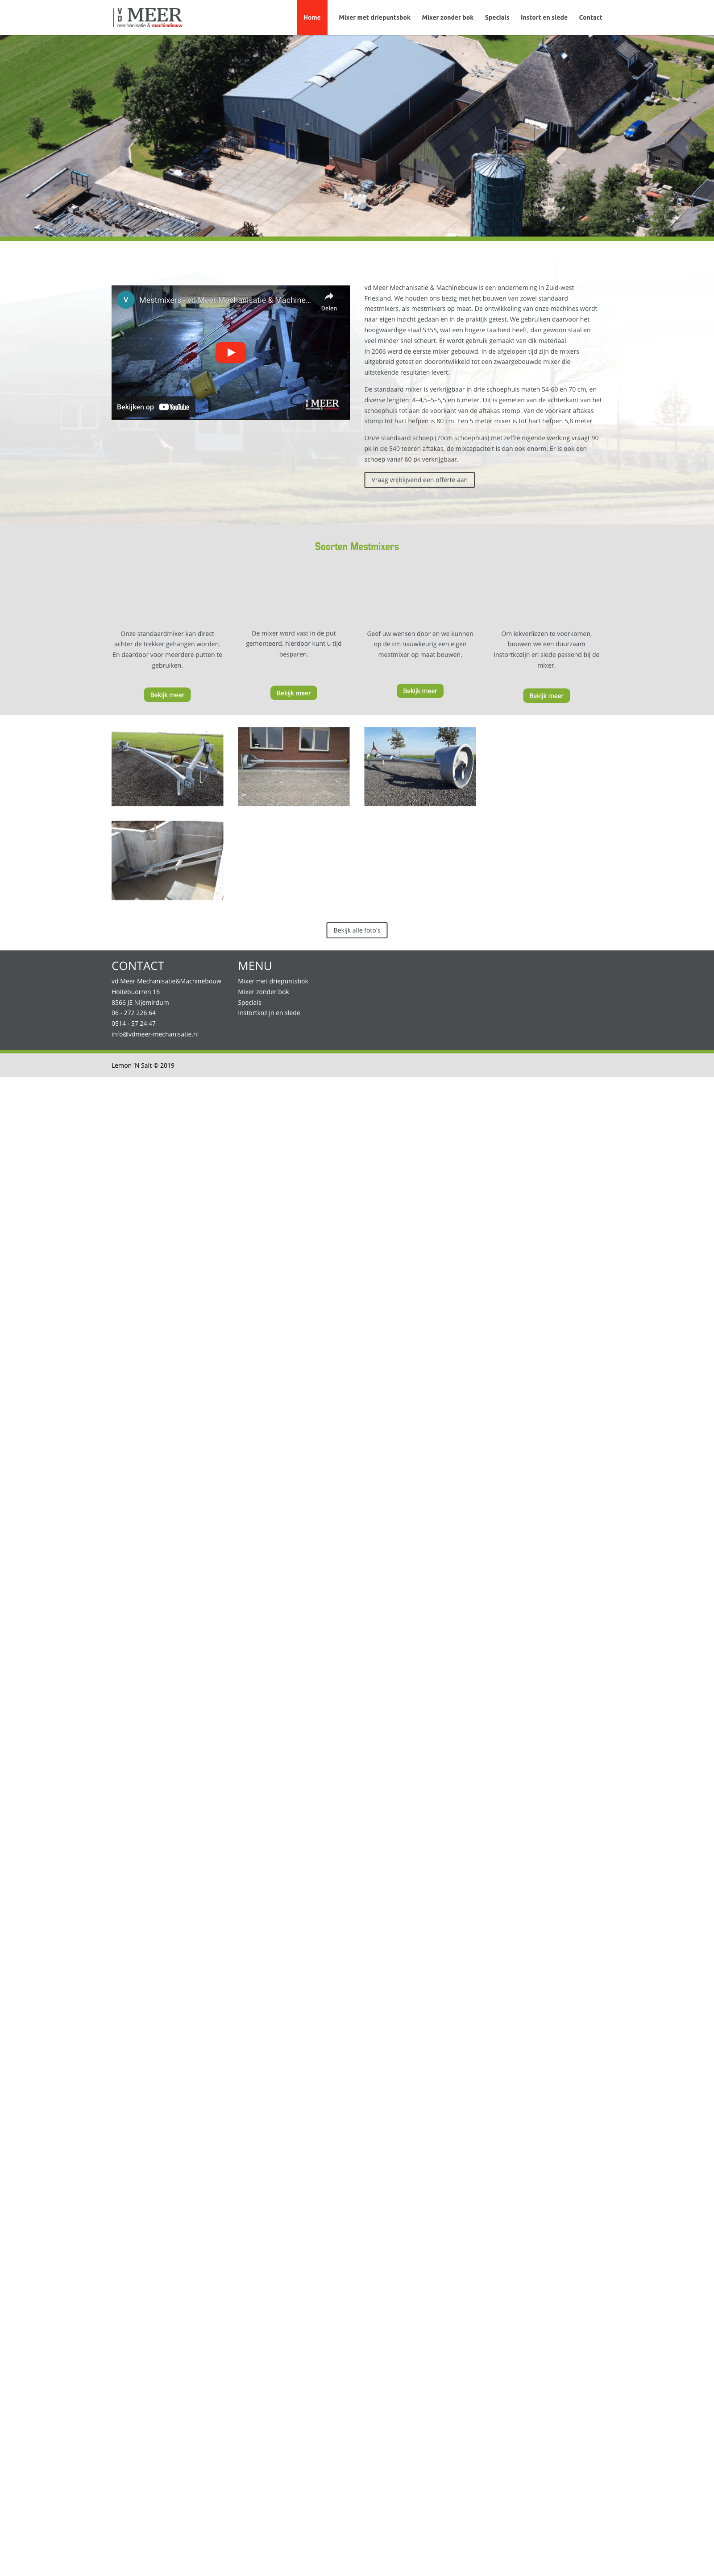 VD MEER
mechanisatie & machinebouw
Home
Mixer met driepuntsbok
Mixer zonder bok
Specials
Instort en slede
Contact
V
Mestmixers - vd Meer Mechanisatie & Machine...
Delen
Bekijken op YouTube
MEER
vd Meer Mechanisatie & Machinebouw is een onderneming in Zuid-west
Friesland. We houden ons bezig met het bouwen van zowel standaard
mestmixers, als mestmixers op maat. De ontwikkeling van onze machines wordt
naar eigen inzicht gedaan en in de praktijk getest. We gebruiken daarvoor het
hoogwaardige staal S355, wat een hogere taaiheid heeft, dan gewoon staal en
veel minder snel scheurt. Er wordt gebruik gemaakt van dik materiaal.
In 2006 werd de eerste mixer gebouwd. In de afgelopen tijd zijn de mixers
uitgebreid getest en doorontwikkeld tot een zwaargebouwde mixer die
uitstekende resultaten levert.
De standaard mixer is verkrijgbaar in drie schoephuis maten 54-60 en 70 cm, en
diverse lengten: 4–4,5–5–5,5 en 6 meter. Dit is gemeten van de achterkant van het
schoephuis tot aan de voorkant van de aftakas stomp. Van de voorkant aftakas
stomp tot hart hefpen is 80 cm. Een 5 meter mixer is tot hart hefpen 5,8 meter
Onze standaard schoep (70cm schoephuis) met zelfreinigende werking vraagt 90
pk in de 540 toeren aftakas, de mixcapaciteit is dan ook enorm. Er is ook een
schoep vanaf 60 pk verkrijgbaar.
Vraag vrijblijvend een offerte aan
Soorten Mestmixers
Onze standaardmixer kan direct
achter de trekker gehangen worden.
En daardoor voor meerdere putten te
gebruiken.
Bekijk meer
De mixer word vast in de put
gemonteerd. hierdoor kunt u tijd
besparen.
Bekijk meer
Geef uw wensen door en we kunnen
op de cm nauwkeurig een eigen
mestmixer op maat bouwen.
Bekijk meer
Om lekverliezen te voorkomen,
bouwen we een duurzaam
instortkozijn en slede passend bij de
mixer.
Bekijk meer
Bekijk alle foto's
CONTACT
vd Meer Mechanisatie&Machinebouw
Hoitebuorren 16
8566 JE Nijemirdum
06 - 272 226 64
0514 - 57 24 47
info@vdmeer-mechanisatie.nl
MENU
Mixer met driepuntsbok
Mixer zonder bok
Specials
Instortkozijn en slede
Lemon 'N Salt © 2019